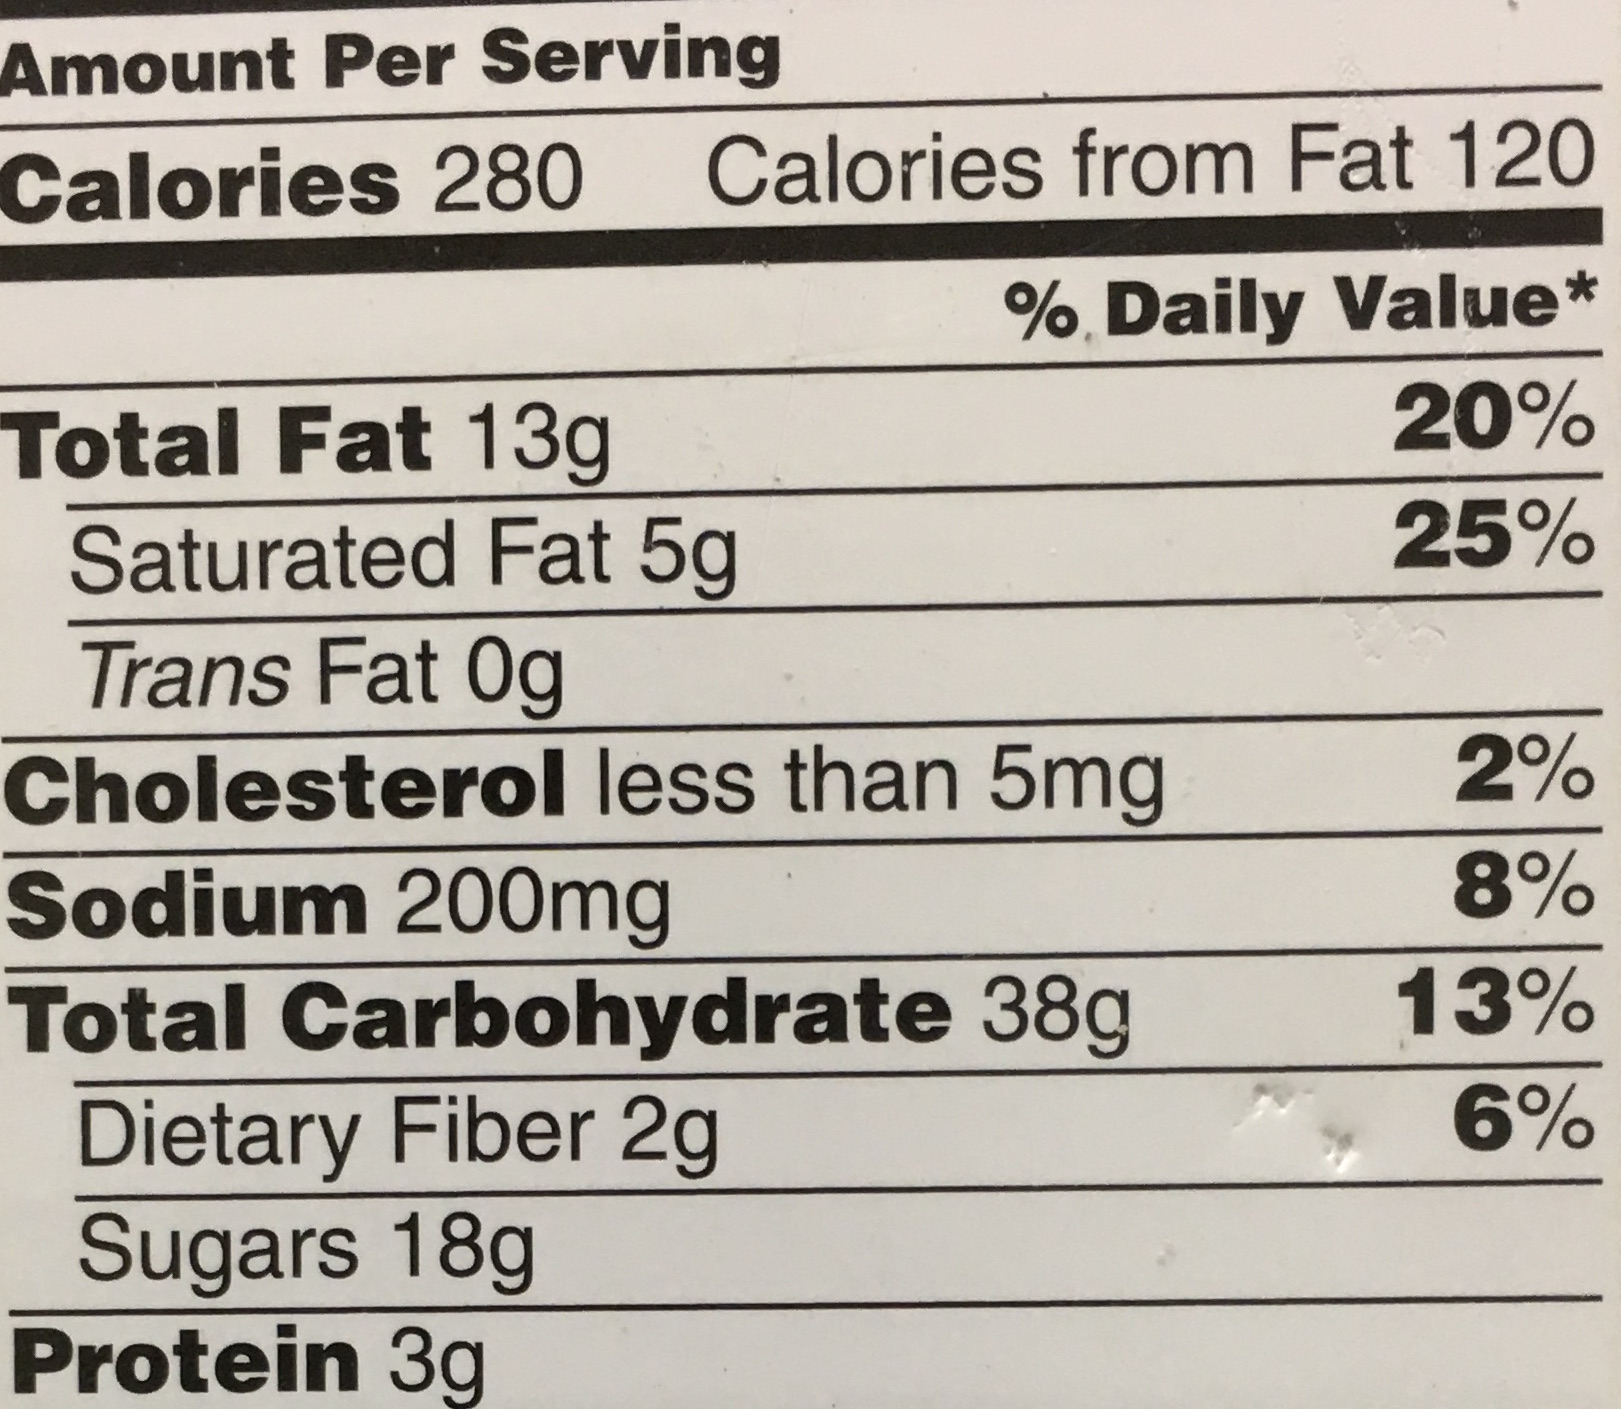 Amount Per Serving
Calories 280 Calories from Fat 120
% Daily Value*
Total Fat 13g 20%
Saturated Fat 5g 25%
Trans Fat 0g
Cholesterol less than 5mg 2%
Sodium 200mg 8%
Total Carbohydrate 38g 13%
Dietary Fiber 2g 6%
Sugars 18g
Protein 3g